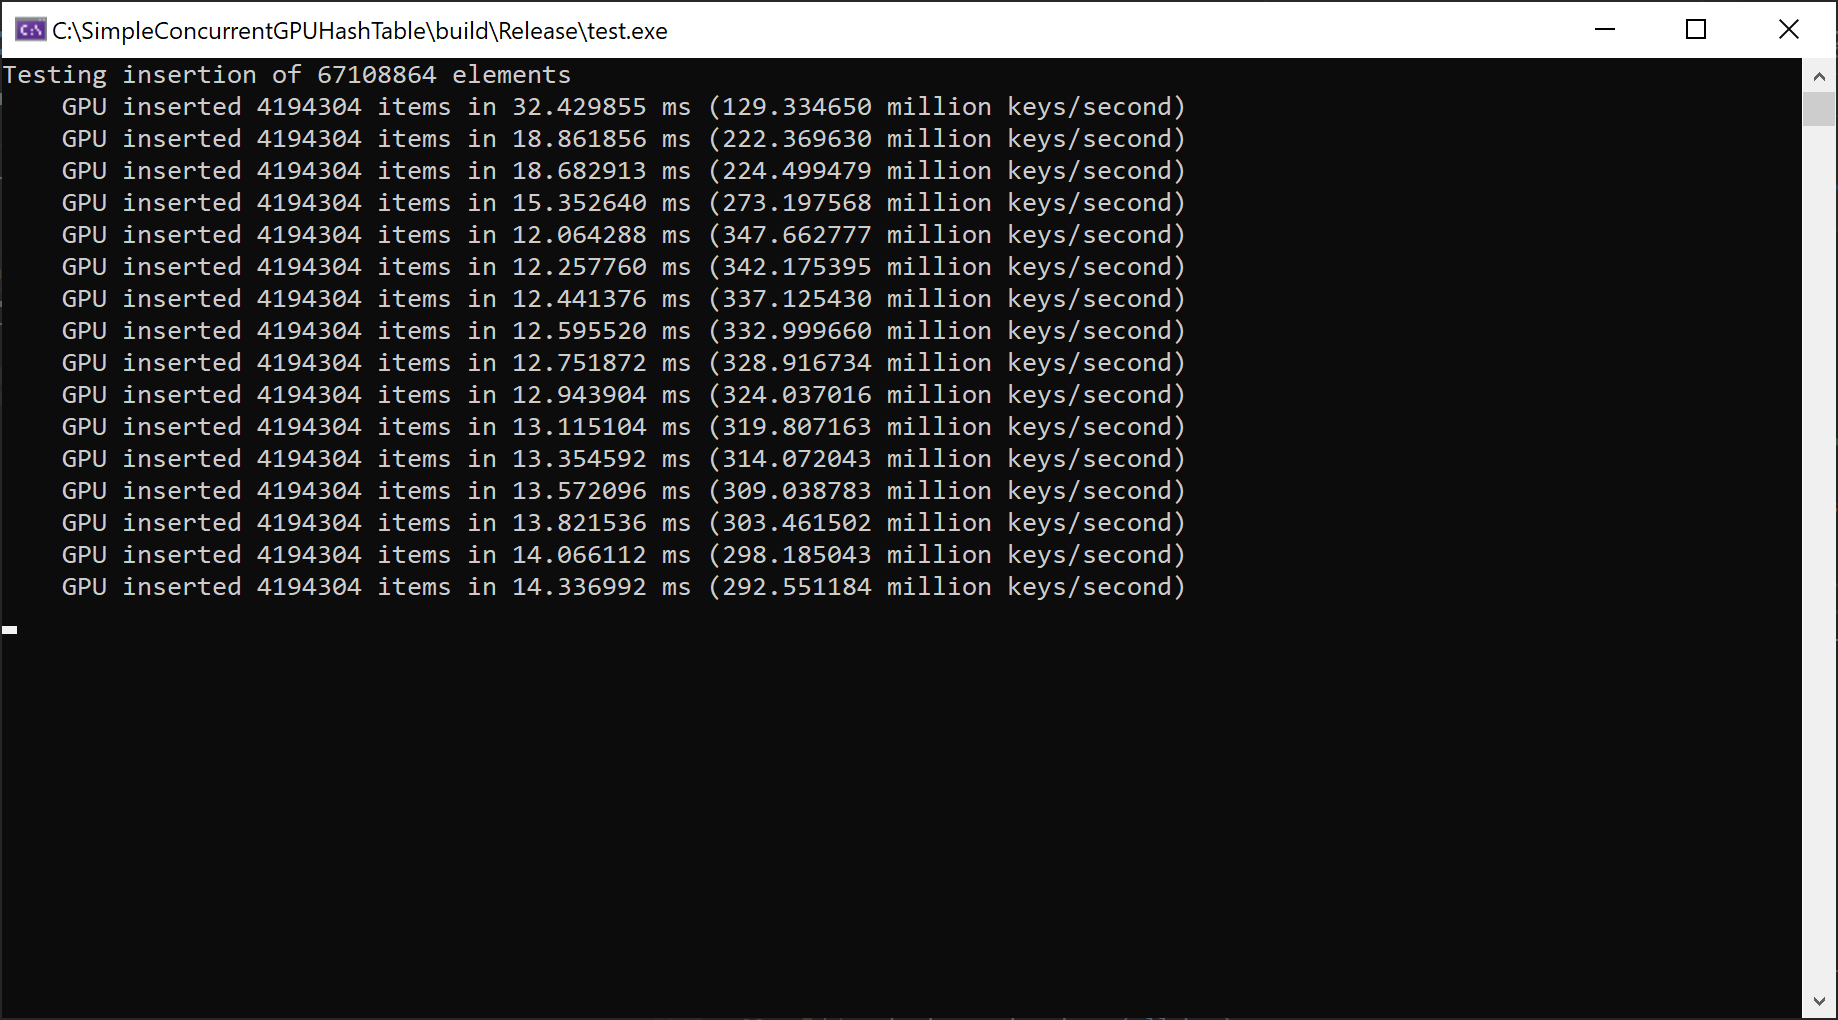 C:\SimpleConcurrentGPUHashTable\build\Release\test.exe
Testing insertion of 67108864 elements
    GPU inserted 4194304 items in 32.429855 ms (129.334650 million keys/second)
    GPU inserted 4194304 items in 18.861856 ms (222.369630 million keys/second)
    GPU inserted 4194304 items in 18.682913 ms (224.499479 million keys/second)
    GPU inserted 4194304 items in 15.352640 ms (273.197568 million keys/second)
    GPU inserted 4194304 items in 12.064288 ms (347.662777 million keys/second)
    GPU inserted 4194304 items in 12.257760 ms (342.175395 million keys/second)
    GPU inserted 4194304 items in 12.441376 ms (337.125430 million keys/second)
    GPU inserted 4194304 items in 12.595520 ms (332.999660 million keys/second)
    GPU inserted 4194304 items in 12.751872 ms (328.916734 million keys/second)
    GPU inserted 4194304 items in 12.943904 ms (324.037016 million keys/second)
    GPU inserted 4194304 items in 13.115104 ms (319.807163 million keys/second)
    GPU inserted 4194304 items in 13.354592 ms (314.072043 million keys/second)
    GPU inserted 4194304 items in 13.572096 ms (309.038783 million keys/second)
    GPU inserted 4194304 items in 13.821536 ms (303.461502 million keys/second)
    GPU inserted 4194304 items in 14.066112 ms (298.185043 million keys/second)
    GPU inserted 4194304 items in 14.336992 ms (292.551184 million keys/second)